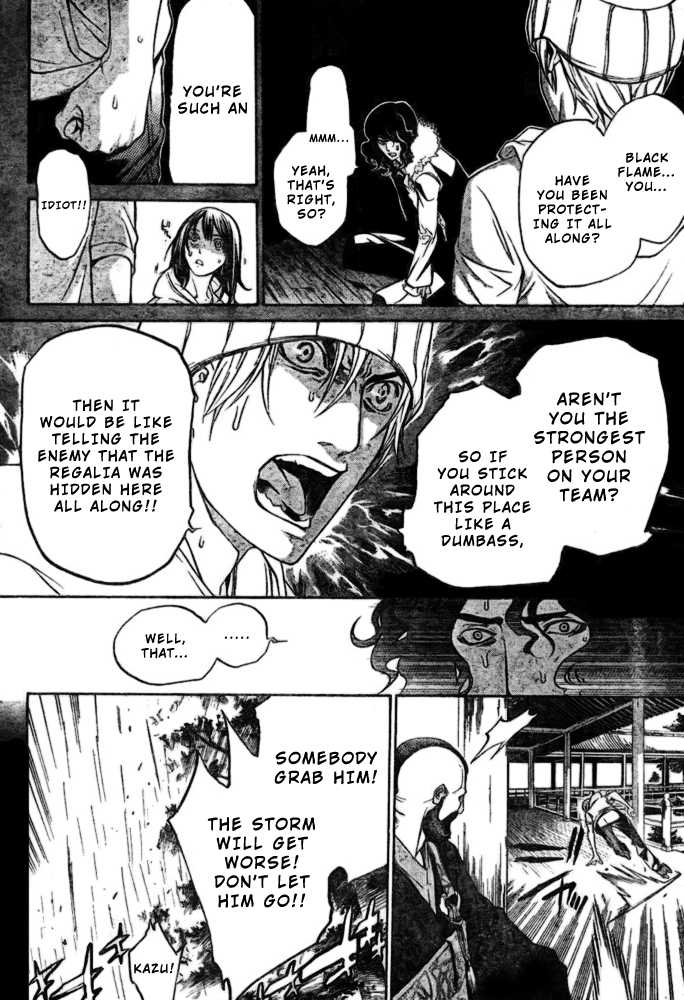 BLACK
FLAME...
YOU...
HAVE
YOU BEEN
PROTECT-
ING IT ALL
ALONG?
MMM...
YEAH,
THAT'S
RIGHT,
SO?
YOU'RE
SUCH AN
IDIOT!!
AREN'T
YOU THE
STRONGEST
PERSON
ON YOUR
TEAM?
SO IF
YOU STICK
AROUND
THIS PLACE
LIKE A
DUMBASS,
THEN IT
WOULD BE LIKE
TELLING THE
ENEMY THAT THE
REGALIA WAS
HIDDEN HERE
ALL ALONG!!
.....
WELL,
THAT...
SOMEBODY
GRAB HIM!
THE STORM
WILL GET
WORSE!
DON'T LET
HIM GO!!
KAZU!